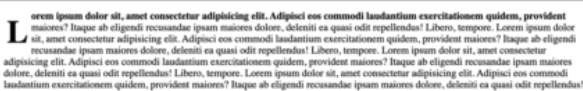 Lorem ipsum dolor sit, amet consectetur adipisicing elit. Adipisci eos commodi laudantium exercitationem quidem, provident
maiores? Itaque ab eligendi recusandae ipsam maiores dolore, deleniti ea quasi odit repellendus! Libero, tempore. Lorem ipsum dolor
sit, amet consectetur adipisicing elit. Adipisci eos commodi laudantium exercitationem quidem, provident maiores? Itaque ab eligendi
recusandae ipsam maiores dolore, deleniti ea quasi odit repellendus! Libero, tempore. Lorem ipsum dolor sit, amet consectetur
adipisicing elit. Adipisci eos commodi laudantium exercitationem quidem, provident maiores? Itaque ab eligendi recusandae ipsam maiores
dolore, deleniti ea quasi odit repellendus! Libero, tempore. Lorem ipsum dolor sit, amet consectetur adipisicing elit. Adipisci eos commodi
laudantium exercitationem quidem, provident maiores? Itaque ab eligendi recusandae ipsam maiores dolore, deleniti ea quasi odit repellendus!